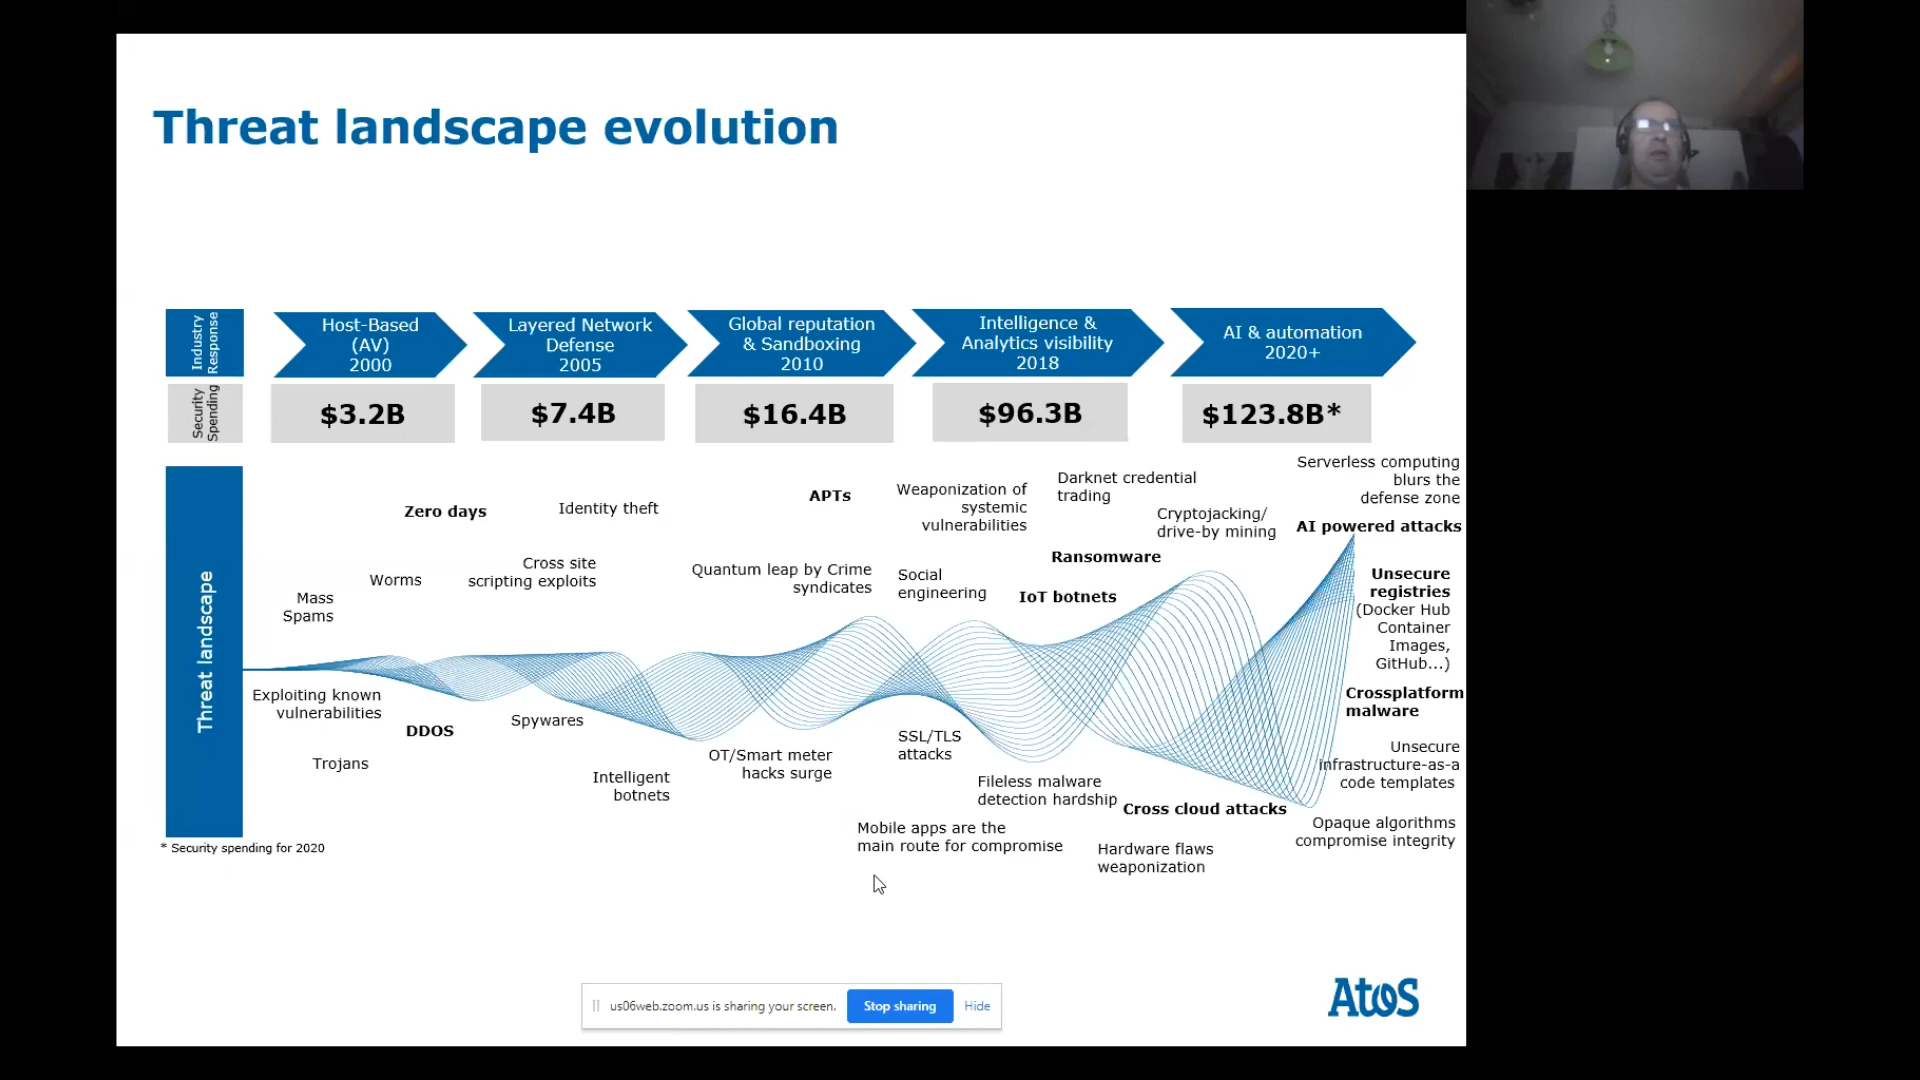 Threat landscape evolution
Industry
Response
Host-Based
(AV)
2000
Layered Network
Defense
2005
Global reputation
& Sandboxing
2010
Intelligence &
Analytics visibility
2018
AI & automation
2020+
Security
Spending
$3.2B
$7.4B
$16.4B
$96.3B
$123.8B*
Threat landscape
Zero days
Identity theft
APTs
Weaponization of
systemic
vulnerabilities
Darknet credential
trading
Cryptojacking/
drive-by mining
Serverless computing
blurs the
defense zone
AI powered attacks
Mass
Spams
Worms
Cross site
scripting exploits
Quantum leap by Crime
syndicates
Social
engineering
Ransomware
IoT botnets
Unsecure
registries
(Docker Hub
Container
Images,
GitHub...)
Crossplatform
malware
Exploiting known
vulnerabilities
DDOS
Trojans
Spywares
Intelligent
botnets
OT/Smart meter
hacks surge
SSL/TLS
attacks
Fileless malware
detection hardship
Cross cloud attacks
Unsecure
infrastructure-as-a
code templates
Mobile apps are the
main route for compromise
Hardware flaws
weaponization
Opaque algorithms
compromise integrity
* Security spending for 2020
us06web.zoom.us is sharing your screen.
Stop sharing
Hide
Atos